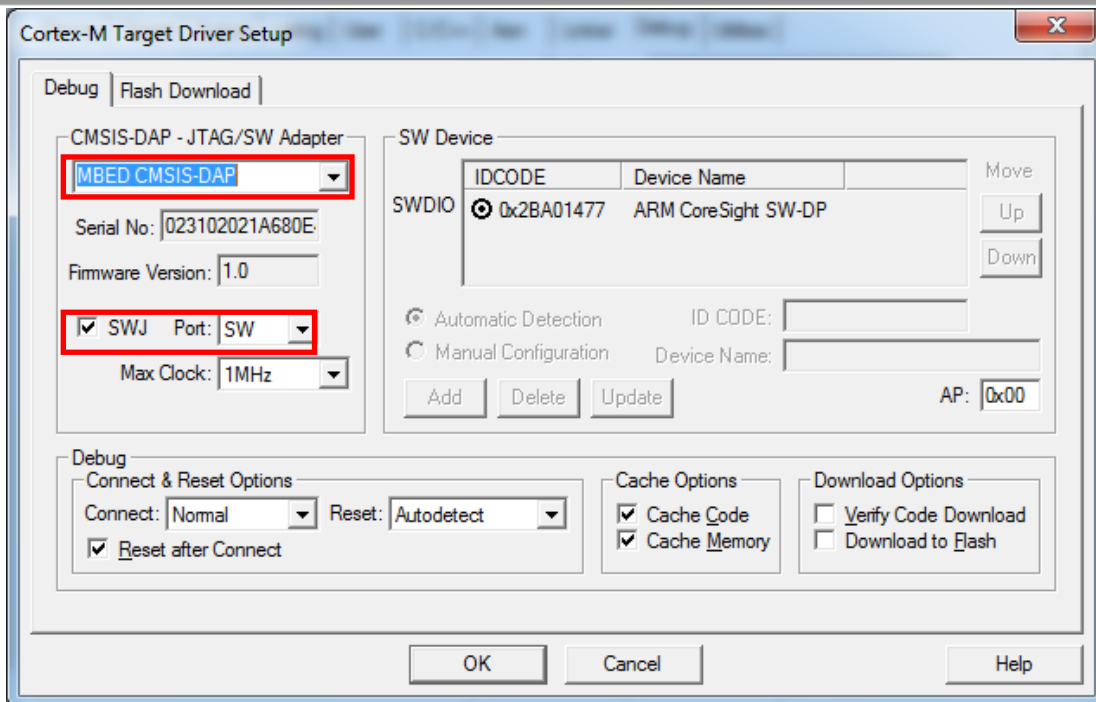 Cortex-M Target Driver Setup
Debug
Flash Download
CMSIS-DAP - JTAG/SW Adapter
MBED CMSIS-DAP
Serial No: 023102021A680E
Firmware Version: 1.0
SWJ Port: SW
Max Clock: 1MHz
SW Device
IDCODE Device Name
SWDIO 0x2BA01477 ARM CoreSight SW-DP
Move
Up
Down
Automatic Detection ID CODE:
Manual Configuration Device Name:
Add Delete Update AP: 0x00
Debug
Connect & Reset Options
Connect: Normal Reset: Autodetect
Reset after Connect
Cache Options
Cache Code
Cache Memory
Download Options
Verify Code Download
Download to Flash
OK Cancel Help